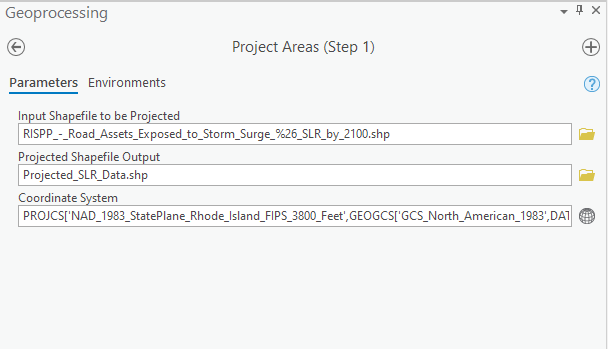 Geoprocessing
Project Areas (Step 1)
Parameters Environments
Input Shapefile to be Projected
RISPP_-_Road_Assets_Exposed_to_Storm_Surge_%26_SLR_by_2100.shp
Projected Shapefile Output
Projected_SLR_Data.shp
Coordinate System
PROJCS['NAD_1983_StatePlane_Rhode_Island_FIPS_3800_Feet',GEOGCS['GCS_North_American_1983',DAT